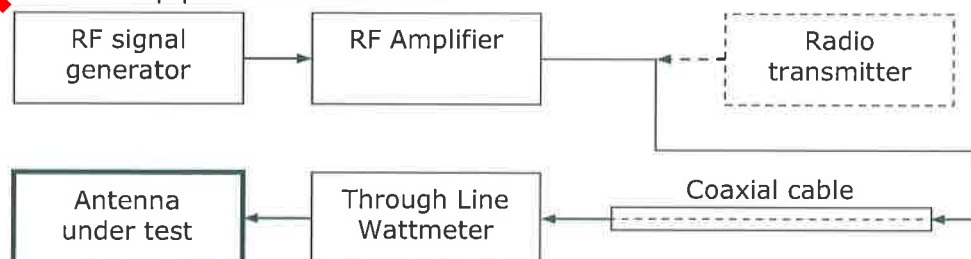 RF signal
generator
RF Amplifier
Radio
transmitter
Antenna
under test
Through Line
Wattmeter
Coaxial cable